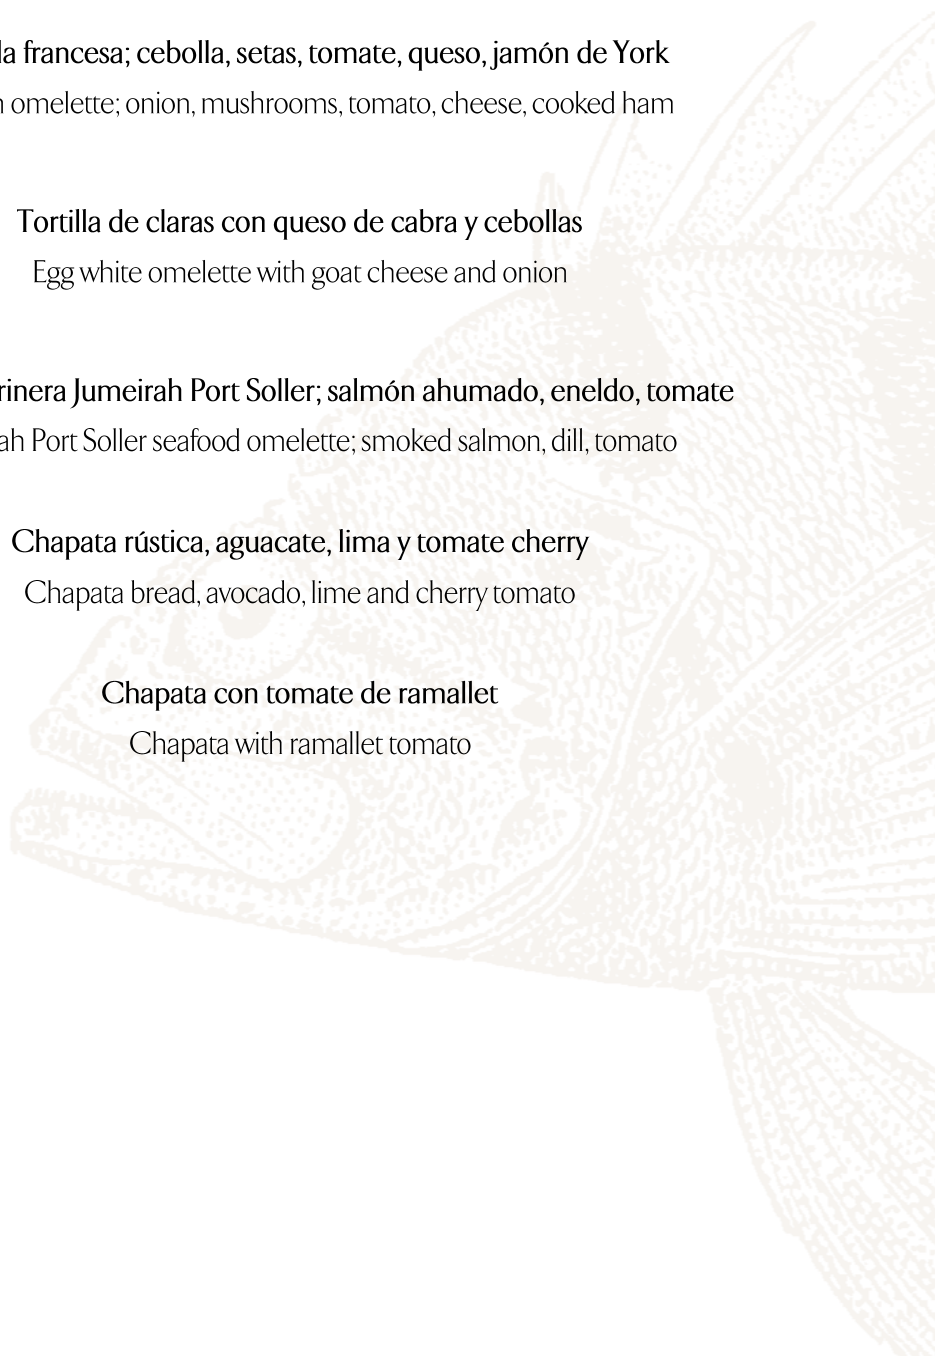 francesa; cebolla, setas, tomate, queso, jamón de York
omelette; onion, mushrooms, tomato, cheese, cooked ham
Tortilla de claras con queso de cabra y cebollas
Egg white omelette with goat cheese and onion
Jumeirah Port Soller; salmón ahumado, eneldo, tomate
Port Soller seafood omelette; smoked salmon, dill, tomato
Chapata rústica, aguacate, lima y tomate cherry
Chapata bread, avocado, lime and cherry tomato
Chapata con tomate de ramallet
Chapata with ramallet tomato